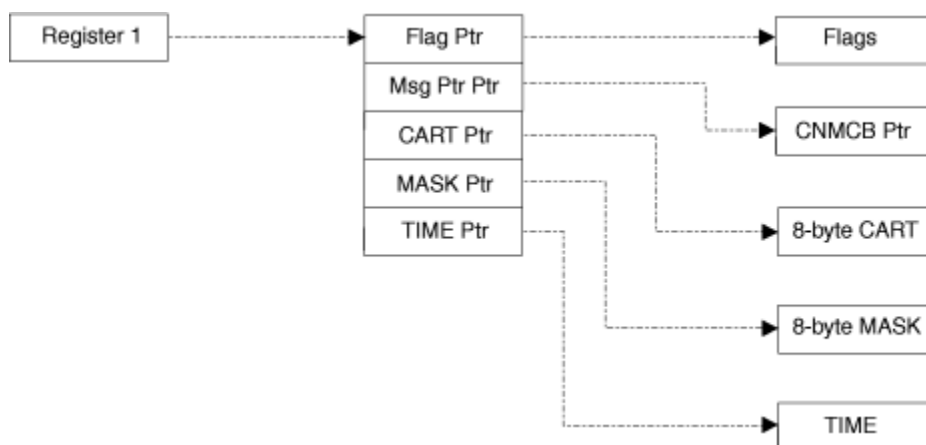 Register 1
Flag Ptr
Flags
Msg Ptr Ptr
CNMCB Ptr
CART Ptr
MASK Ptr
TIME Ptr
8-byte CART
8-byte MASK
TIME